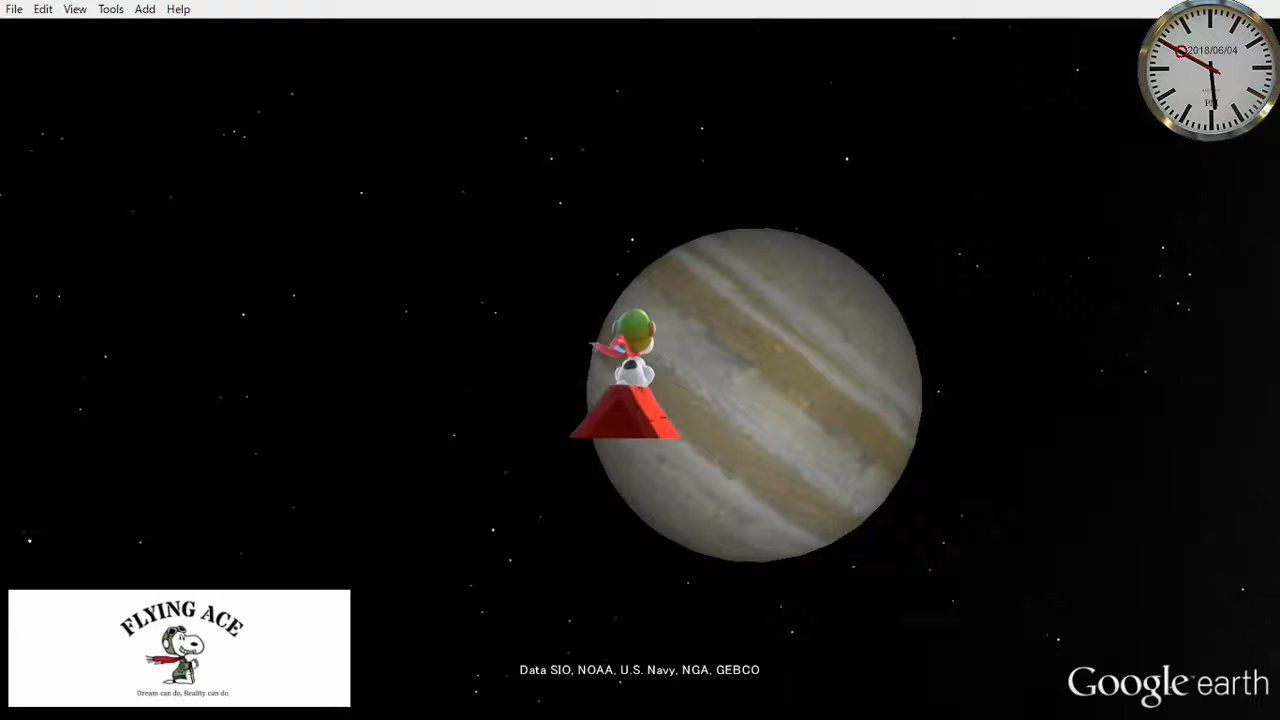 File Edit View Tools Add Help
2018/06/04
PM
FLYING ACE
Dream can do, Reality can do.
Data SIO, NOAA, U.S. Navy, NGA, GEBCO
Google earth